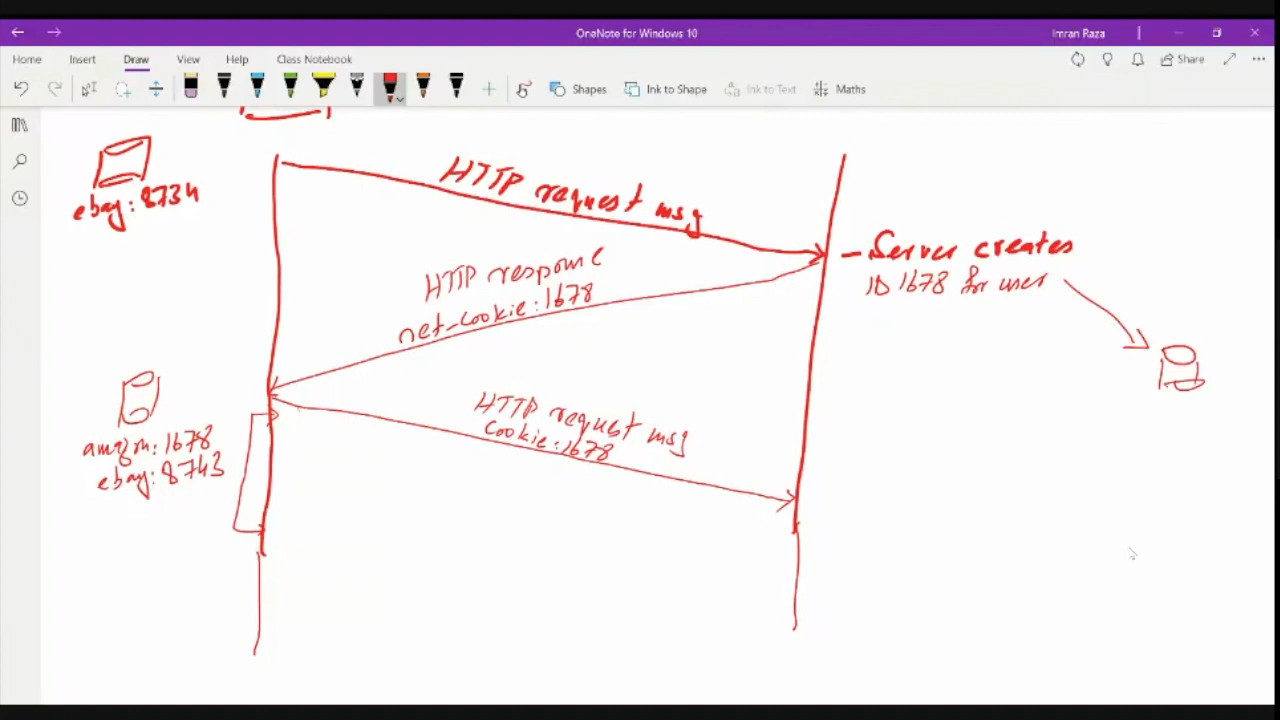 OneNote for Windows 10
Imran Raza
Home Insert Draw View Help Class Notebook
Share
Shapes
Ink to Shape
Ink to Text
Maths
ebay: 8734
HTTP request msg
- Server creates
ID 1678 for user
HTTP response
net-cookie: 1678
HTTP request msg
cookie: 1678
amazon: 1678
ebay: 8743